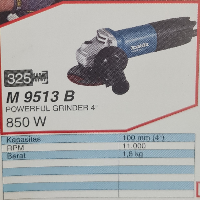 325
M 9513 B
POWERFUL GRINDER 4"
850 W
Kapasitas 100 mm (4")
RPM 11.000
Berat 1,8 kg